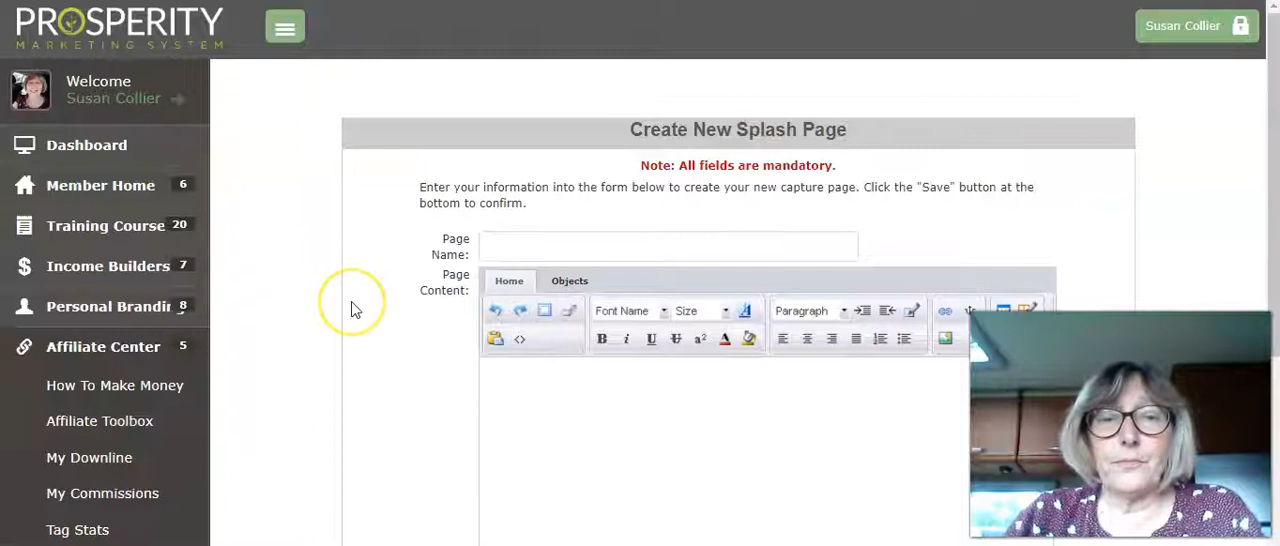 PROSPERITY
MARKETING SYSTEM
Susan Collier
Welcome
Susan Collier
Dashboard
Member Home 6
Training Course 20
Income Builders 7
Personal Brandin 8
Affiliate Center 5
How To Make Money
Affiliate Toolbox
My Downline
My Commissions
Tag Stats
Create New Splash Page
Note: All fields are mandatory.
Enter your information into the form below to create your new capture page. Click the "Save" button at the
bottom to confirm.
Page
Name:
Page
Content:
Home Objects
Font Name Size A Paragraph
B i U a² A